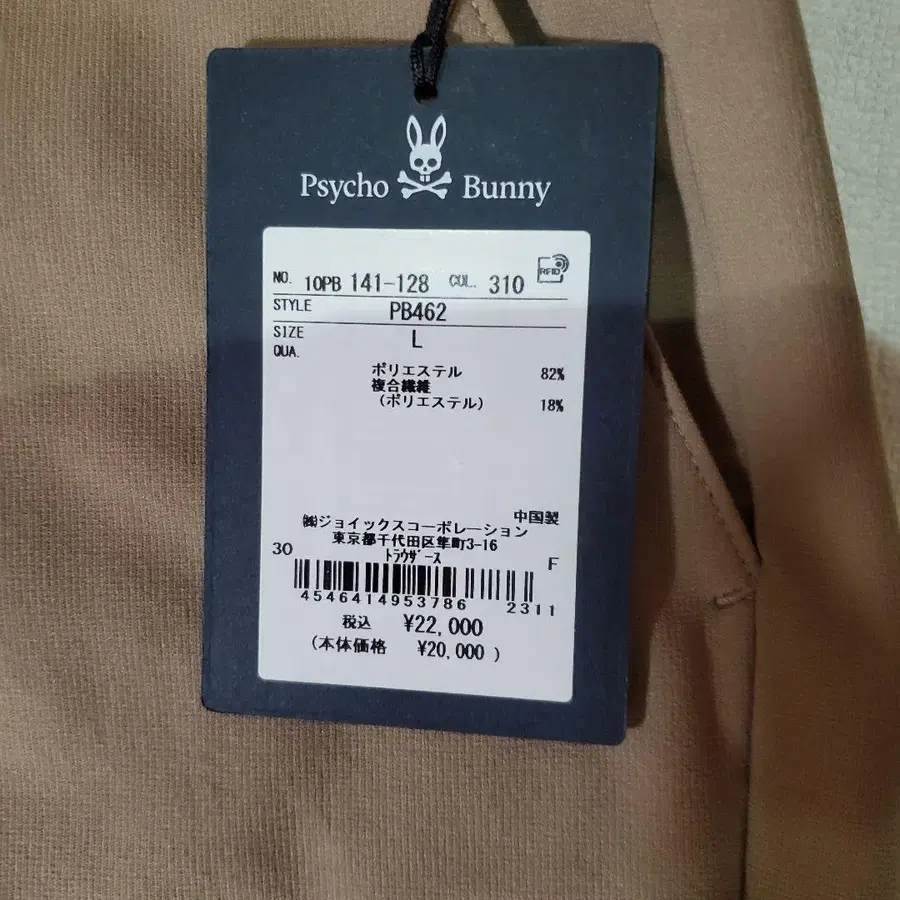 Psycho Bunny
NO. 10PB 141-128 COL. 310 RFID
STYLE PB462
SIZE L
QUA.
ポリエステル 82%
複合繊維
(ポリエステル) 18%
中国製
㈱ジョイックスコーポレーション
東京都千代田区隼町3-16
30 ﾄﾗｳｻﾞｰｽ F
4546414953786 2311
税込 ¥22,000
(本体価格 ¥20,000 )